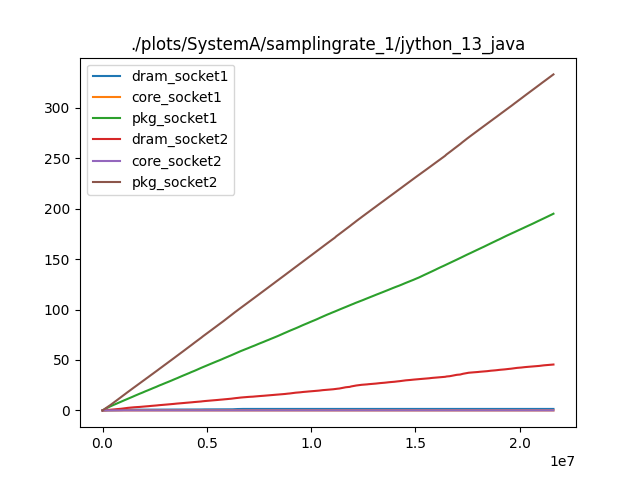 ./plots/SystemA/samplingrate_1/jython_13_java
dram_socket1
core_socket1
pkg_socket1
dram_socket2
core_socket2
pkg_socket2
300
250
200
150
100
50
0
0.0 0.5 1.0 1.5 2.0
1e7